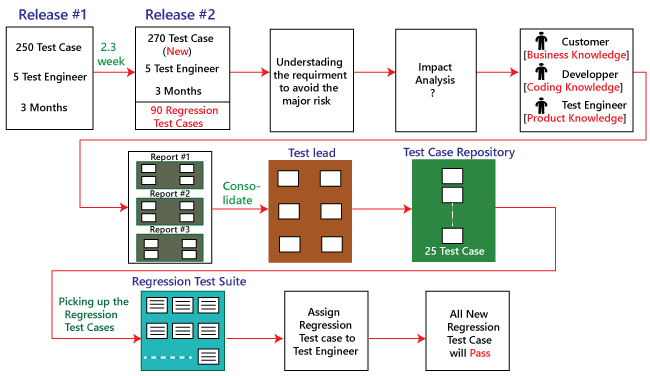 Release #1
Release #2
250 Test Case
5 Test Engineer
3 Months
2.3
week
270 Test Case
(New)
5 Test Engineer
3 Months
90 Regression
Test Cases
Understading
the requirment
to avoid the
major risk
Impact
Analysis
?
Customer
[Business Knowledge]
Developper
[Coding Knowledge]
Test Engineer
[Product Knowledge]
Report #1
Report #2
Report #3
Conso-
lidate
Test lead
Test Case Repository
25 Test Case
Picking up the
Regression
Test Cases
Regression Test Suite
Assign
Regression
Test case to
Test Engineer
All New
Regression
Test Case
will Pass